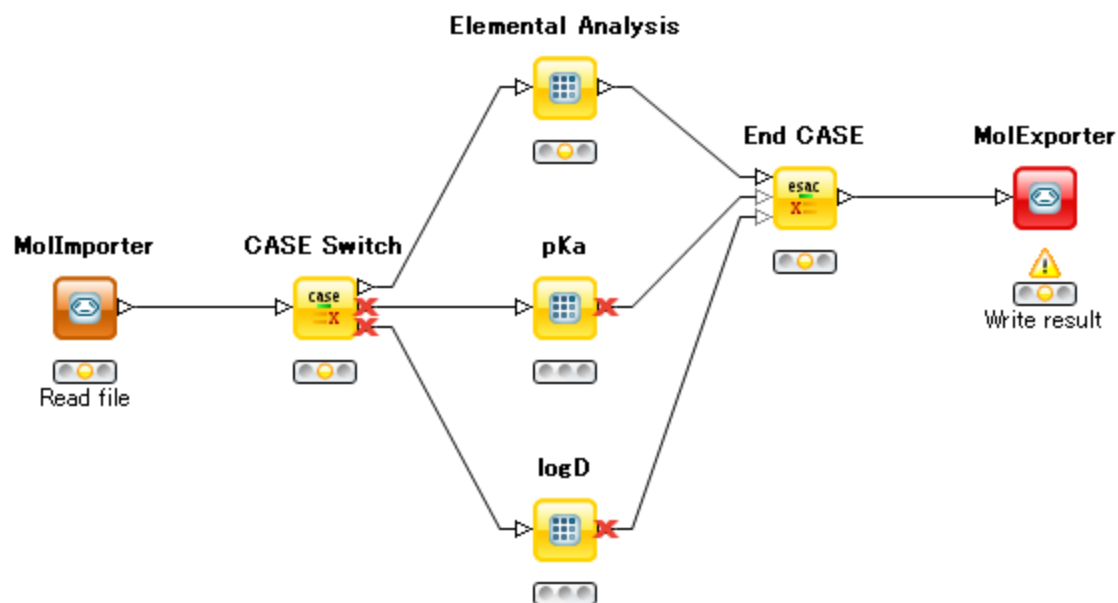 Elemental Analysis
End CASE
MolExporter
esac
X
MolImporter
CASE Switch
pKa
case
X
Write result
Read file
logD